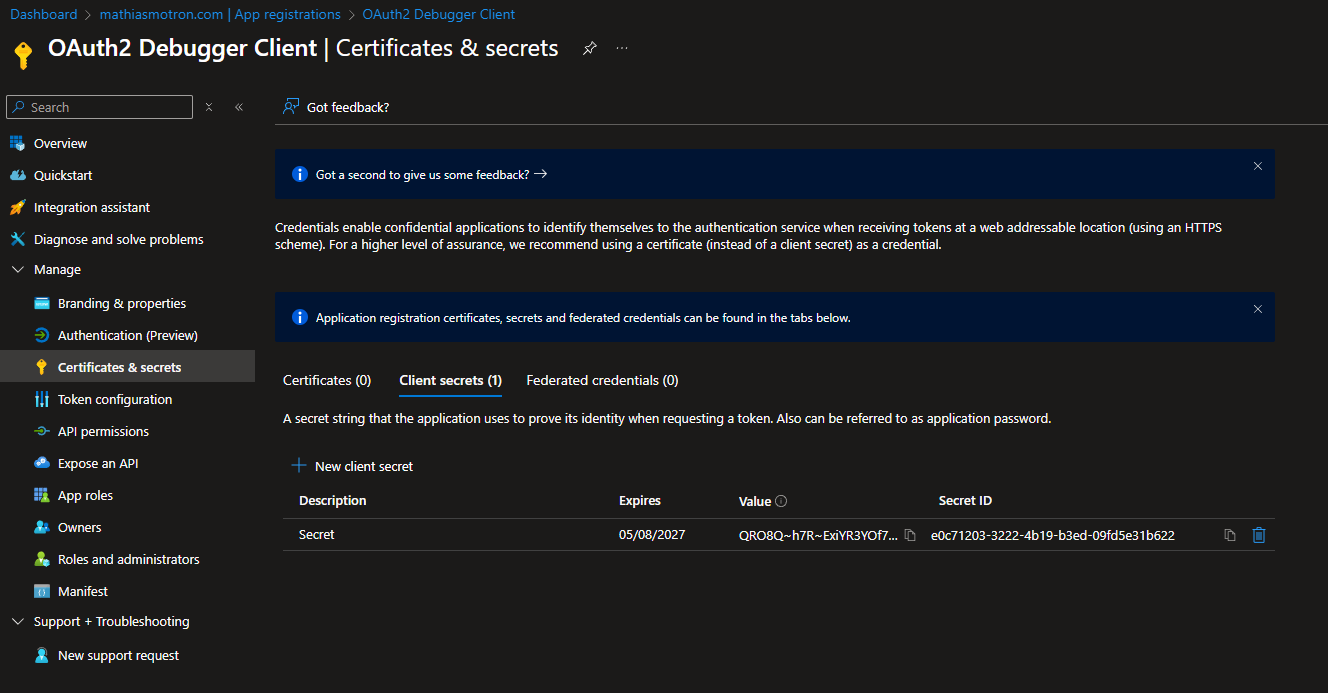 Dashboard > mathiasmotron.com | App registrations > OAuth2 Debugger Client
OAuth2 Debugger Client | Certificates & secrets
Search
Overview
Quickstart
Integration assistant
Diagnose and solve problems
Manage
Branding & properties
Authentication (Preview)
Certificates & secrets
Token configuration
API permissions
Expose an API
App roles
Owners
Roles and administrators
Manifest
Support + Troubleshooting
New support request
Got feedback?
Got a second to give us some feedback? →
Credentials enable confidential applications to identify themselves to the authentication service when receiving tokens at a web addressable location (using an HTTPS
scheme). For a higher level of assurance, we recommend using a certificate (instead of a client secret) as a credential.
Application registration certificates, secrets and federated credentials can be found in the tabs below.
Certificates (0) Client secrets (1) Federated credentials (0)
A secret string that the application uses to prove its identity when requesting a token. Also can be referred to as application password.
New client secret
Description Expires Value Secret ID
Secret 05/08/2027 QRO8Q~h7R~ExiYR3YOf7... e0c71203-3222-4b19-b3ed-09fd5e31b622